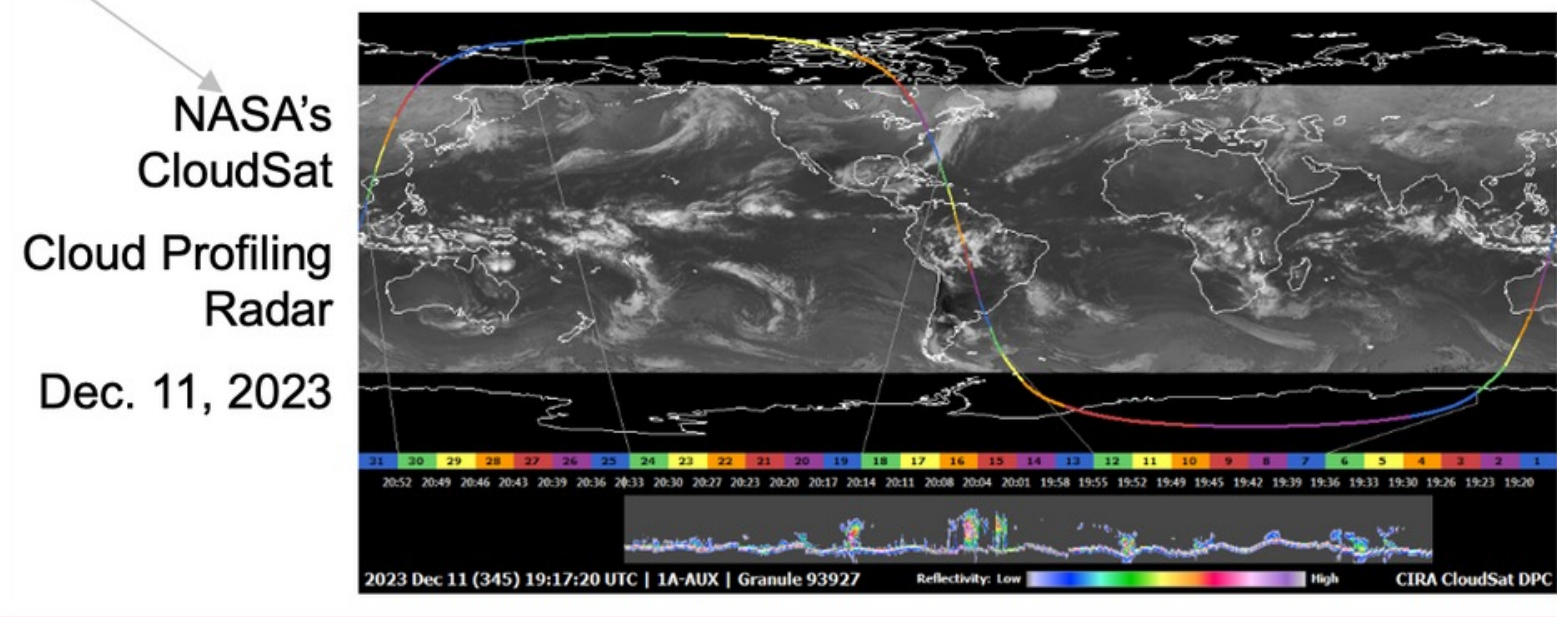 NASA's
CloudSat
Cloud Profiling
Radar
Dec. 11, 2023
31 30 29 28 27 26 25 24 23 22 21 20 19 18 17 16 15 14 13 12 11 10 9 8 7 6 5 4 3 2 1
20:52 20:49 20:46 20:43 20:39 20:36 20:33 20:30 20:27 20:23 20:20 20:17 20:14 20:11 20:08 20:04 20:01 19:58 19:55 19:52 19:49 19:45 19:42 19:39 19:36 19:33 19:30 19:26 19:23 19:20
2023 Dec 11 (345) 19:17:20 UTC | 1A-AUX | Granule 93927 Reflectivity: Low High CIRA CloudSat DPC